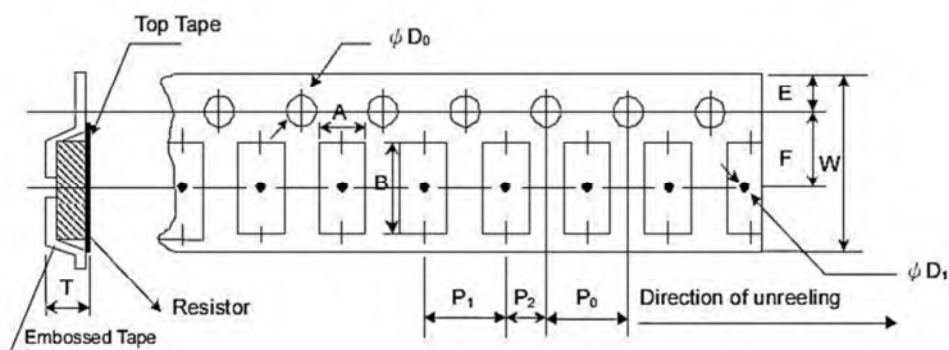 Top Tape
ψ D₀
A
E
B
F
W
ψ D₁
T
Resistor
P₁
P₂
P₀
Direction of unreeling
Embossed Tape